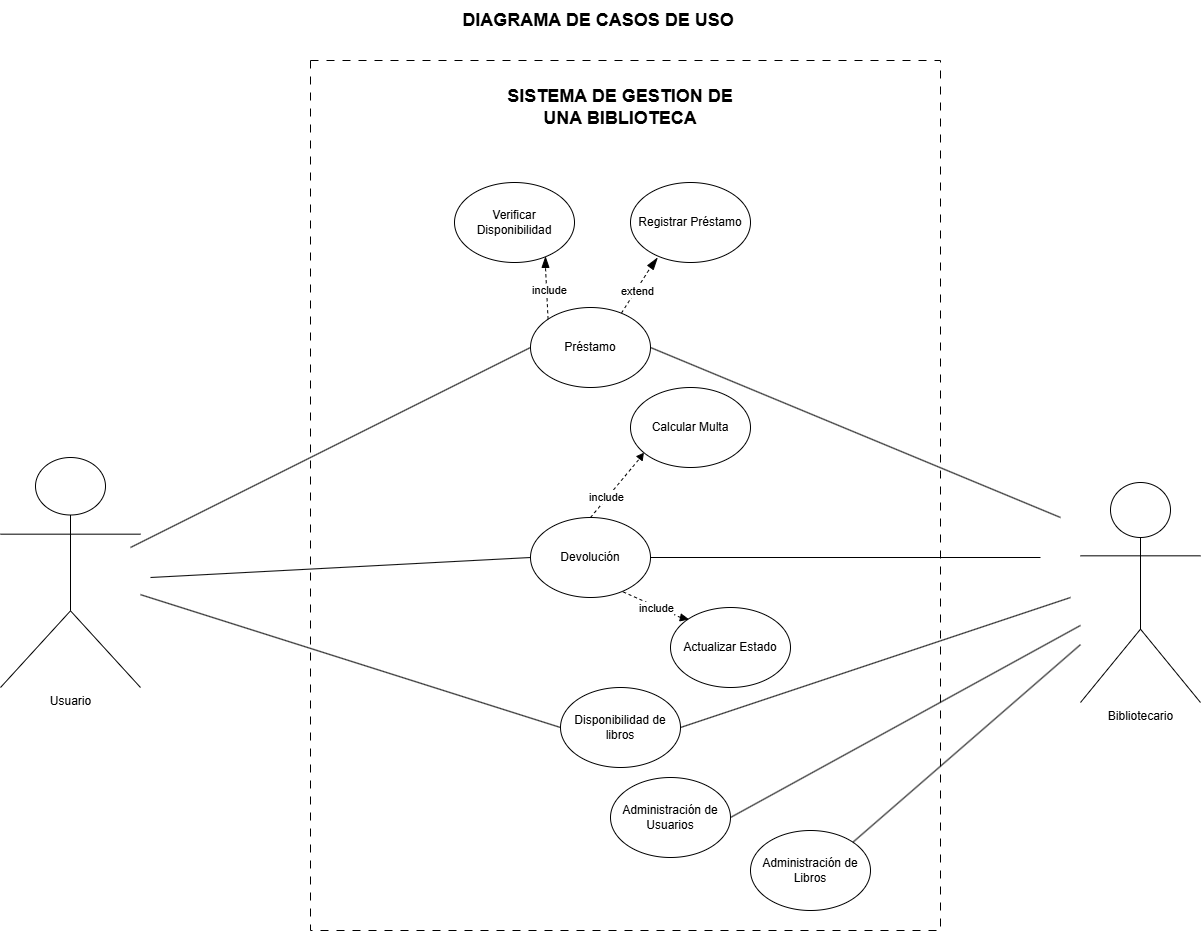 DIAGRAMA DE CASOS DE USO
SISTEMA DE GESTION DE
UNA BIBLIOTECA
Verificar
Disponibilidad
Registrar Préstamo
include
extend
Préstamo
Calcular Multa
include
Devolución
include
Actualizar Estado
Usuario
Bibliotecario
Disponibilidad de
libros
Administración de
Usuarios
Administración de
Libros